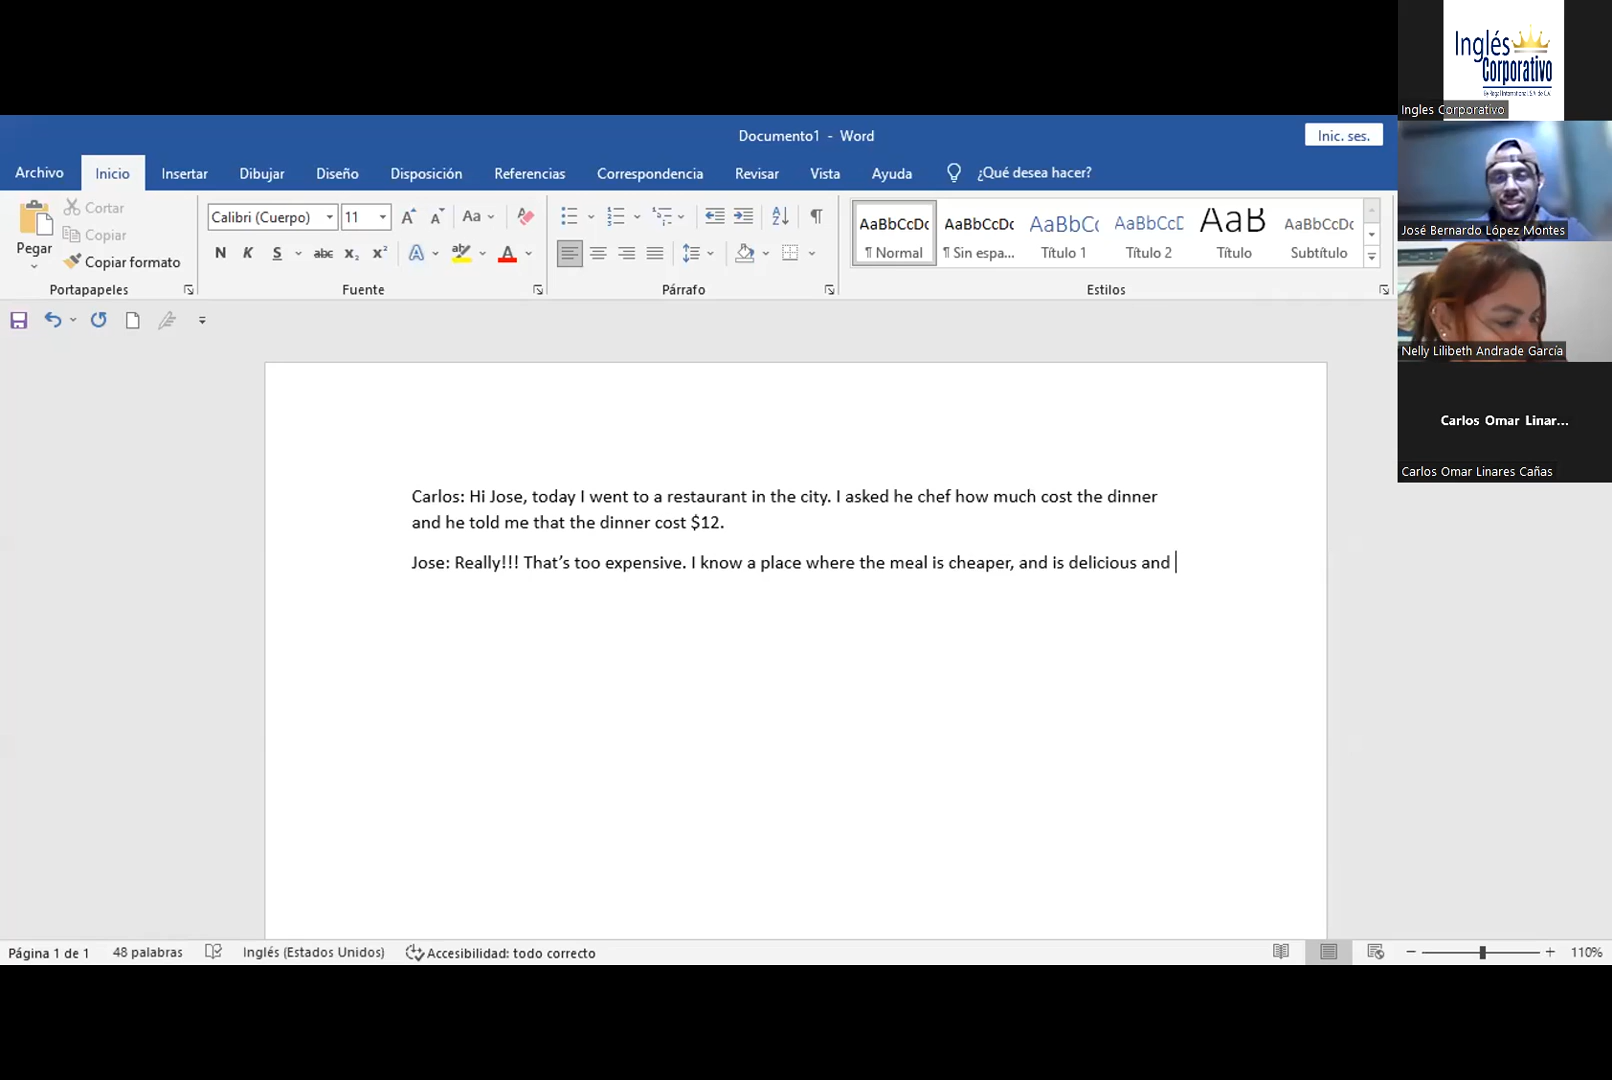 Inglés
Corporativo
Ingles Corporativo
Documento1 - Word
Inic. ses.
Archivo
Inicio
Insertar
Dibujar
Diseño
Disposición
Referencias
Correspondencia
Revisar
Vista
Ayuda
¿Qué desea hacer?
José Bernardo López Montes
Pegar
Cortar
Copiar
Copiar formato
Portapapeles
Calibri (Cuerpo)
11
Aa
N K S abc x₂ x²
A
Fuente
Párrafo
AaBbCcDc
¶ Normal
AaBbCcDc
¶ Sin espa...
AaBbCc
Título 1
AaBbCcD
Título 2
AaB
Título
AaBbCcDc
Subtítulo
Estilos
Nelly Lilibeth Andrade García
Carlos Omar Linar...
Carlos Omar Linares Cañas
Carlos: Hi Jose, today I went to a restaurant in the city. I asked he chef how much cost the dinner
and he told me that the dinner cost $12.
Jose: Really!!! That’s too expensive. I know a place where the meal is cheaper, and is delicious and
Página 1 de 1
48 palabras
Inglés (Estados Unidos)
Accesibilidad: todo correcto
110%